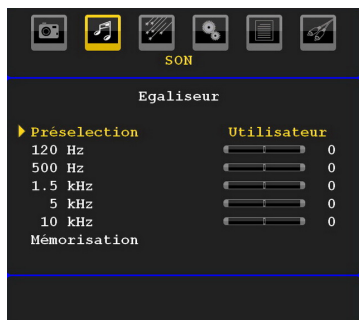 SON
Egaliseur
Préselection Utilisateur
120 Hz 0
500 Hz 0
1.5 kHz 0
5 kHz 0
10 kHz 0
Mémorisation